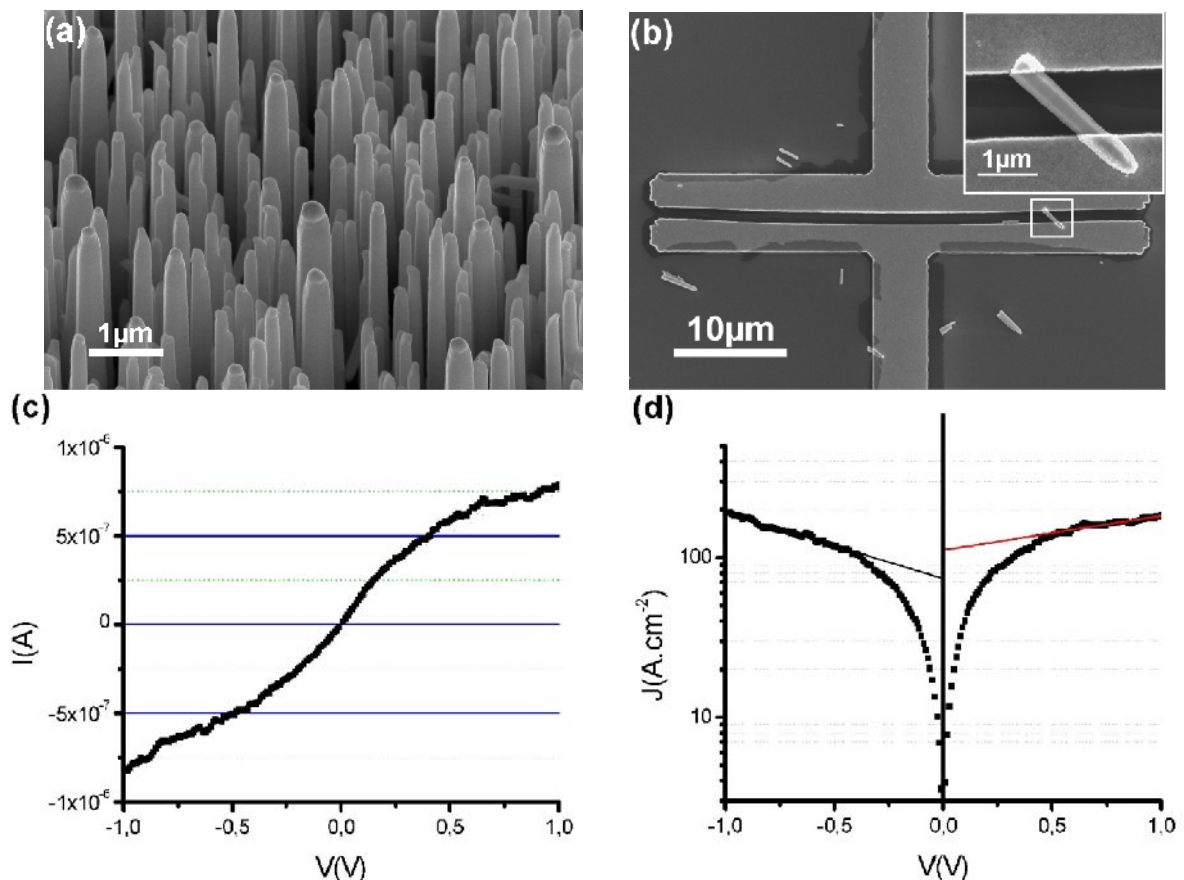 (a)
1μm
(b)
1μm
10μm
(c)
1x10⁻⁶
5x10⁻⁷
0
-5x10⁻⁷
-1x10⁻⁶
I(A)
-1,0 -0,5 0,0 0,5 1,0
V(V)
(d)
100
10
J(A.cm⁻²)
-1,0 -0,5 0,0 0,5 1,0
V(V)